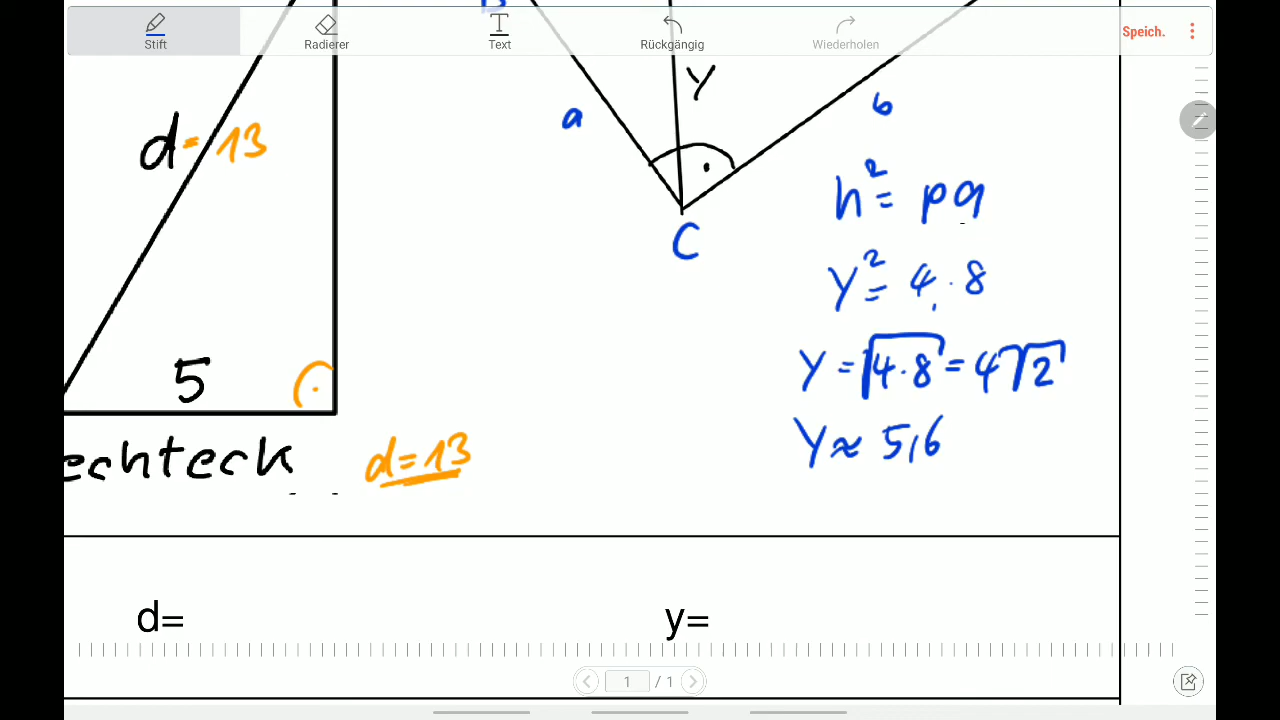 Stift
Radierer
Text
Rückgängig
Wiederholen
Speich.
d = 13
5
echteck
d = 13
a
y
b
C
h² = pq
y² = 4 · 8
y = √4·8 = 4√2
y ≈ 5,6
d=
y=
1 / 1